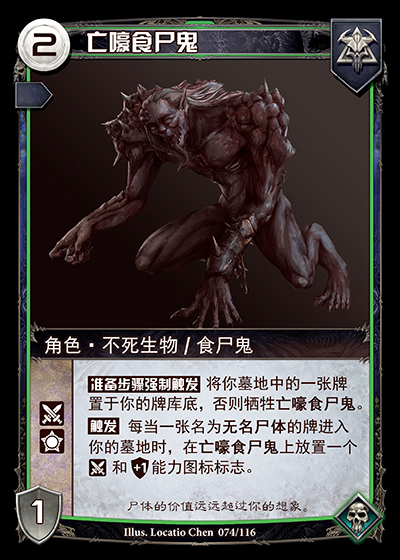 2
亡嚎食尸鬼
角色·不死生物 / 食尸鬼
准备步骤强制触发 将你墓地中的一张牌
置于你的牌库底，否则牺牲亡嚎食尸鬼。
触发 每当一张名为无名尸体的牌进入
你的墓地时，在亡嚎食尸鬼上放置一个
和 +1 能力图标标志。
尸体的价值远远超过你的想象。
1
Illus. Locatio Chen 074/116